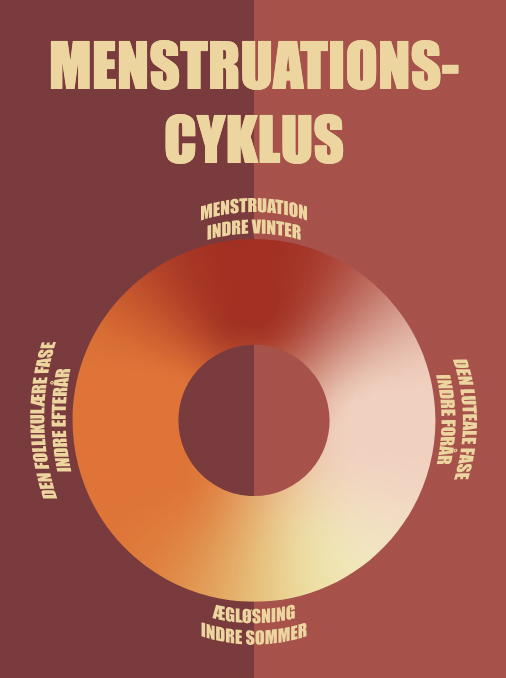 MENSTRUATIONS-
CYKLUS
MENSTRUATION
INDRE VINTER
DEN FOLLIKULÆRE FASE
INDRE EFTERÅR
DEN LUTEALE FASE
INDRE FORÅR
ÆGLØSNING
INDRE SOMMER